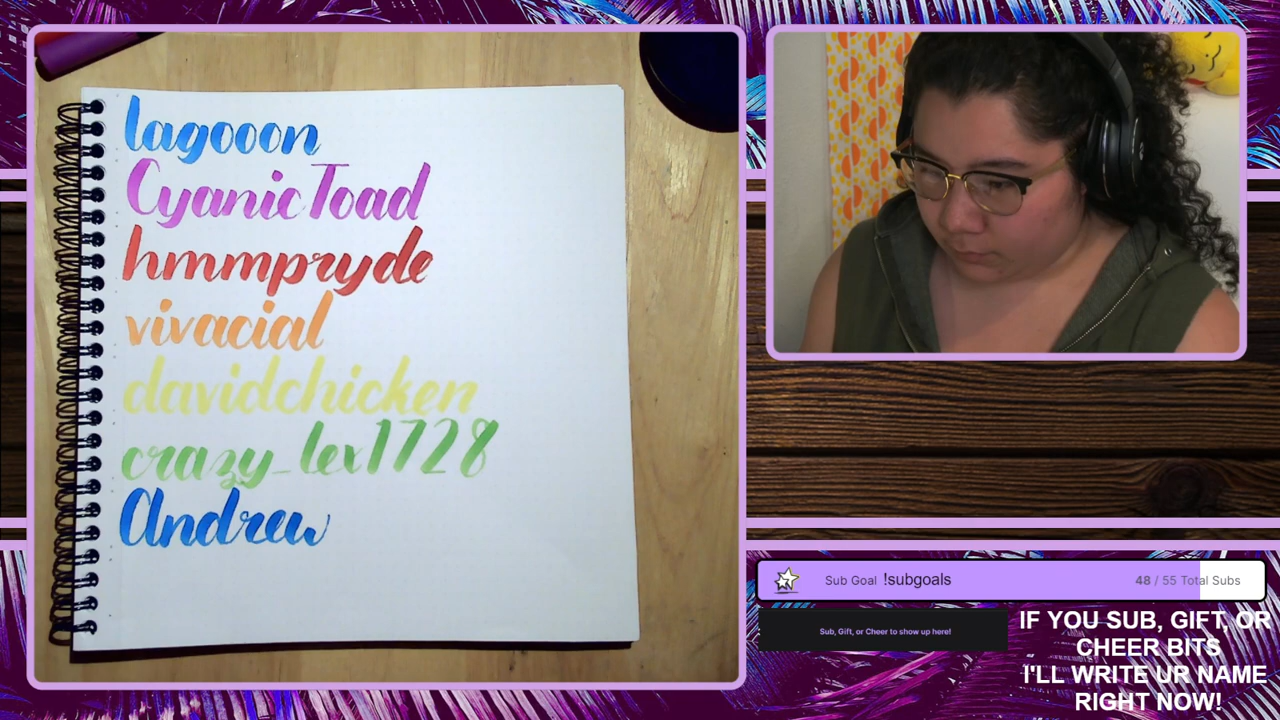 lagooon
CyanicToad
hmmpryde
vivacial
davidchicken
crazy_lex1728
Andrew
Sub Goal !subgoals 48 / 55 Total Subs
Sub, Gift, or Cheer to show up here!
IF YOU SUB, GIFT, OR
CHEER BITS
I'LL WRITE UR NAME
RIGHT NOW!